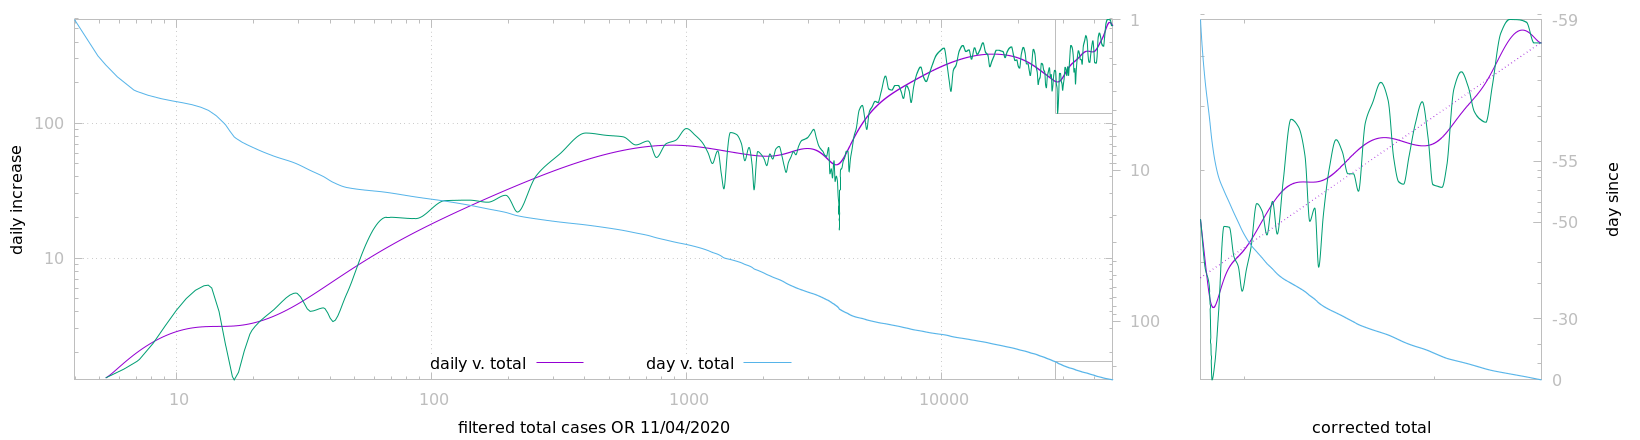 daily increase
100
10
1
10
100
daily v. total
day v. total
10
100
1000
10000
filtered total cases OR 11/04/2020
-59
-55
-50
-30
0
day since
corrected total